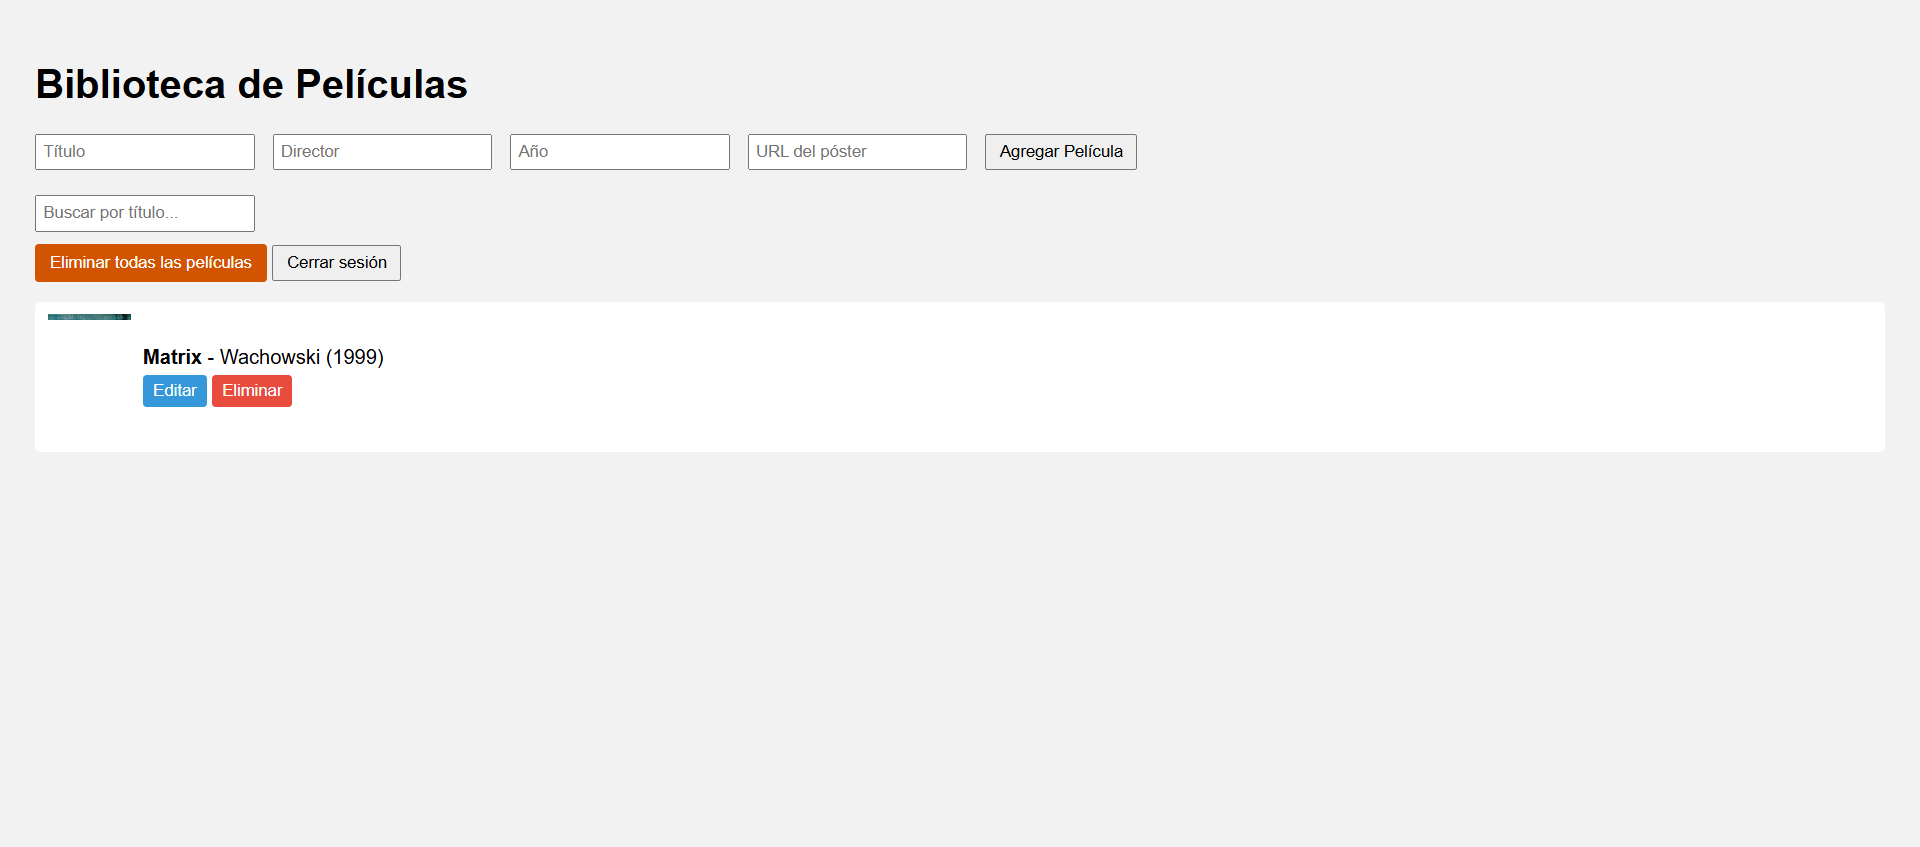 Biblioteca de Películas
Título Director Año URL del póster Agregar Película
Buscar por título...
Eliminar todas las películas Cerrar sesión
Matrix - Wachowski (1999)
Editar Eliminar